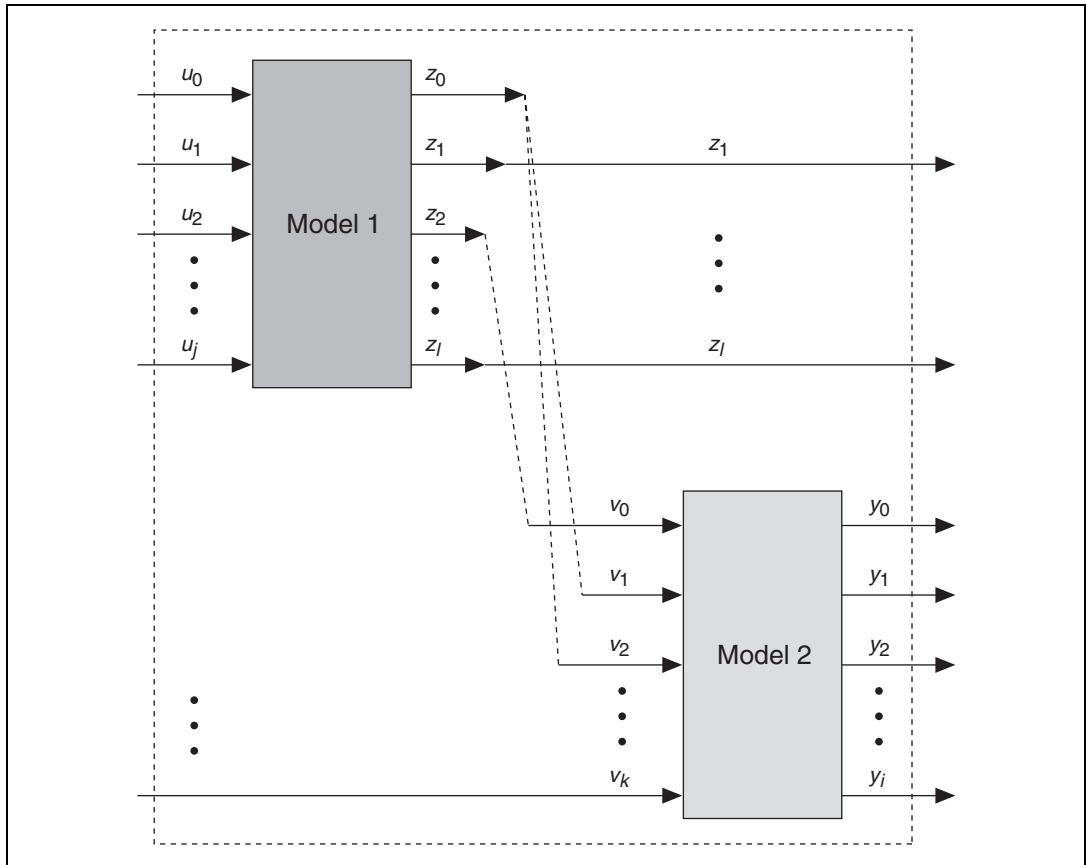 u0 z0
u1 z1 z1
u2 z2
Model 1
uj zl zl
v0 y0
v1 y1
v2 y2
Model 2
vk yi